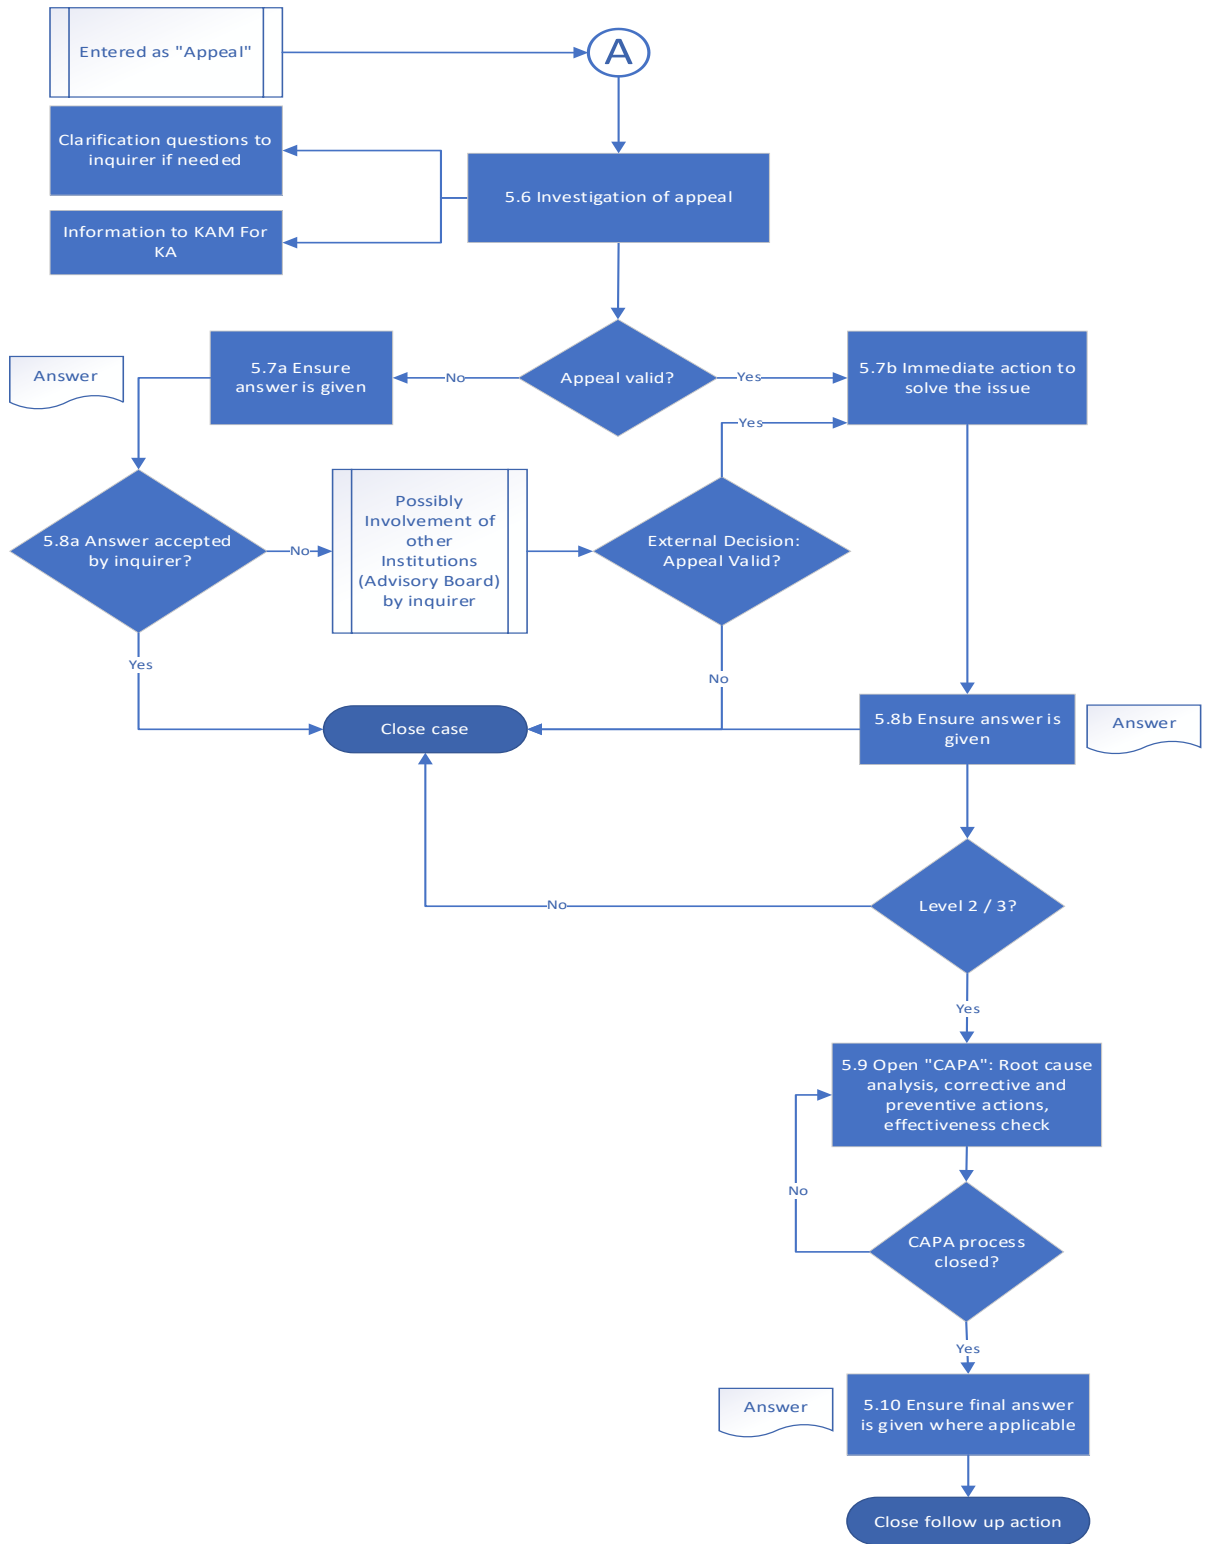 Entered as "Appeal"
A
Clarification questions to
inquirer if needed
5.6 Investigation of appeal
Information to KAM For
KA
Answer
5.7a Ensure
answer is given
No
Appeal valid?
Yes
5.7b Immediate action to
solve the issue
Yes
5.8a Answer accepted
by inquirer?
No
Possibly
Involvement of
other
Institutions
(Advisory Board)
by inquirer
External Decision:
Appeal Valid?
Yes
No
Close case
5.8b Ensure answer is
given
Answer
No
Level 2 / 3?
Yes
5.9 Open "CAPA": Root cause
analysis, corrective and
preventive actions,
effectiveness check
No
CAPA process
closed?
Yes
Answer
5.10 Ensure final answer
is given where applicable
Close follow up action